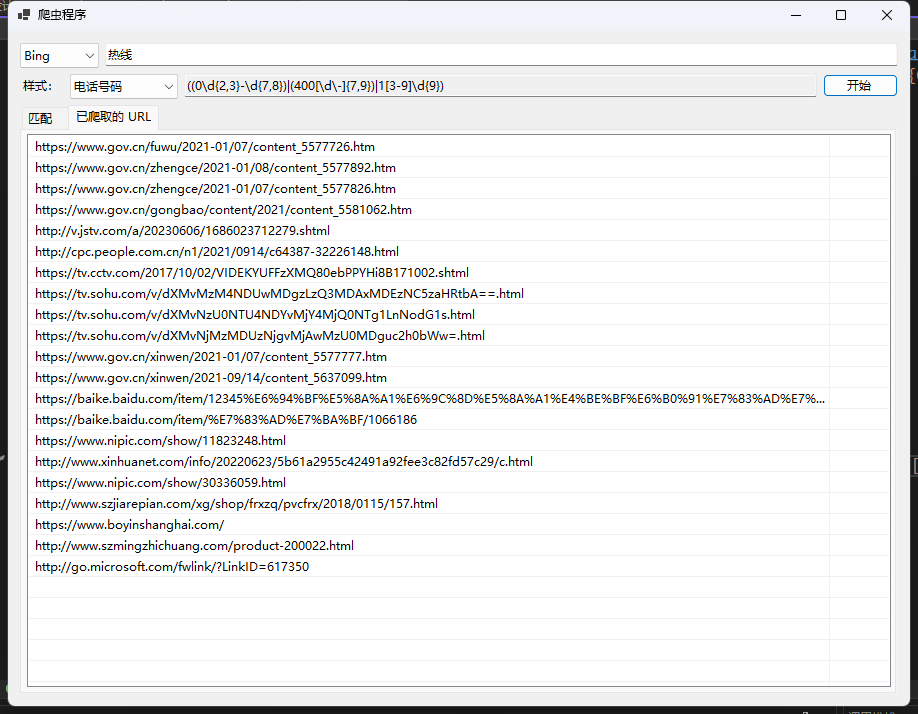 爬虫程序
Bing 热线
样式: 电话号码 ((0\d{2,3}-\d{7,8})|(400[\d\-]{7,9})|1[3-9]\d{9}) 开始
匹配 已爬取的 URL
https://www.gov.cn/fuwu/2021-01/07/content_5577726.htm
https://www.gov.cn/zhengce/2021-01/08/content_5577892.htm
https://www.gov.cn/zhengce/2021-01/07/content_5577826.htm
https://www.gov.cn/gongbao/content/2021/content_5581062.htm
http://v.jstv.com/a/20230606/1686023712279.shtml
http://cpc.people.com.cn/n1/2021/0914/c64387-32226148.html
https://tv.cctv.com/2017/10/02/VIDEKYUFFzXMQ80ebPPYHi8B171002.shtml
https://tv.sohu.com/v/dXMvMzM4NDUwMDgzLzQ3MDAxMDEzNC5zaHRtbA==.html
https://tv.sohu.com/v/dXMvNzU0NTU4NDYvMjY4MjQ0NTg1LnNodG1s.html
https://tv.sohu.com/v/dXMvNjMzMDUzNjgvMjAwMzU0MDguc2h0bWw=.html
https://www.gov.cn/xinwen/2021-01/07/content_5577777.htm
https://www.gov.cn/xinwen/2021-09/14/content_5637099.htm
https://baike.baidu.com/item/12345%E6%94%BF%E5%8A%A1%E6%9C%8D%E5%8A%A1%E4%BE%BF%E6%B0%91%E7%83%AD%E7%...
https://baike.baidu.com/item/%E7%83%AD%E7%BA%BF/1066186
https://www.nipic.com/show/11823248.html
http://www.xinhuanet.com/info/20220623/5b61a2955c42491a92fee3c82fd57c29/c.html
https://www.nipic.com/show/30336059.html
http://www.szjiarepian.com/xg/shop/frxzq/pvcfrx/2018/0115/157.html
https://www.boyinshanghai.com/
http://www.szmingzhichuang.com/product-200022.html
http://go.microsoft.com/fwlink/?LinkID=617350